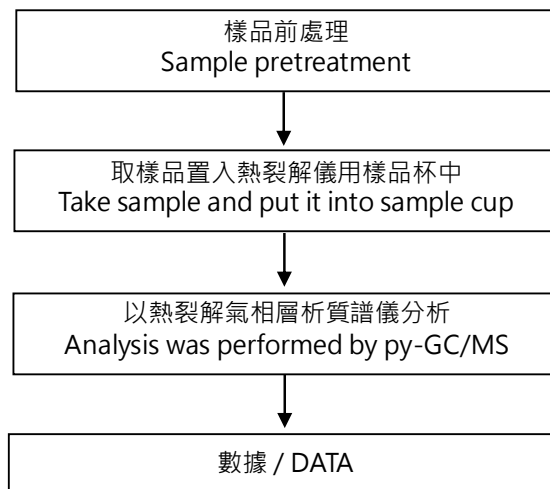 樣品前處理
Sample pretreatment
取樣品置入熱裂解儀用樣品杯中
Take sample and put it into sample cup
以熱裂解氣相層析質譜儀分析
Analysis was performed by py-GC/MS
數據 / DATA